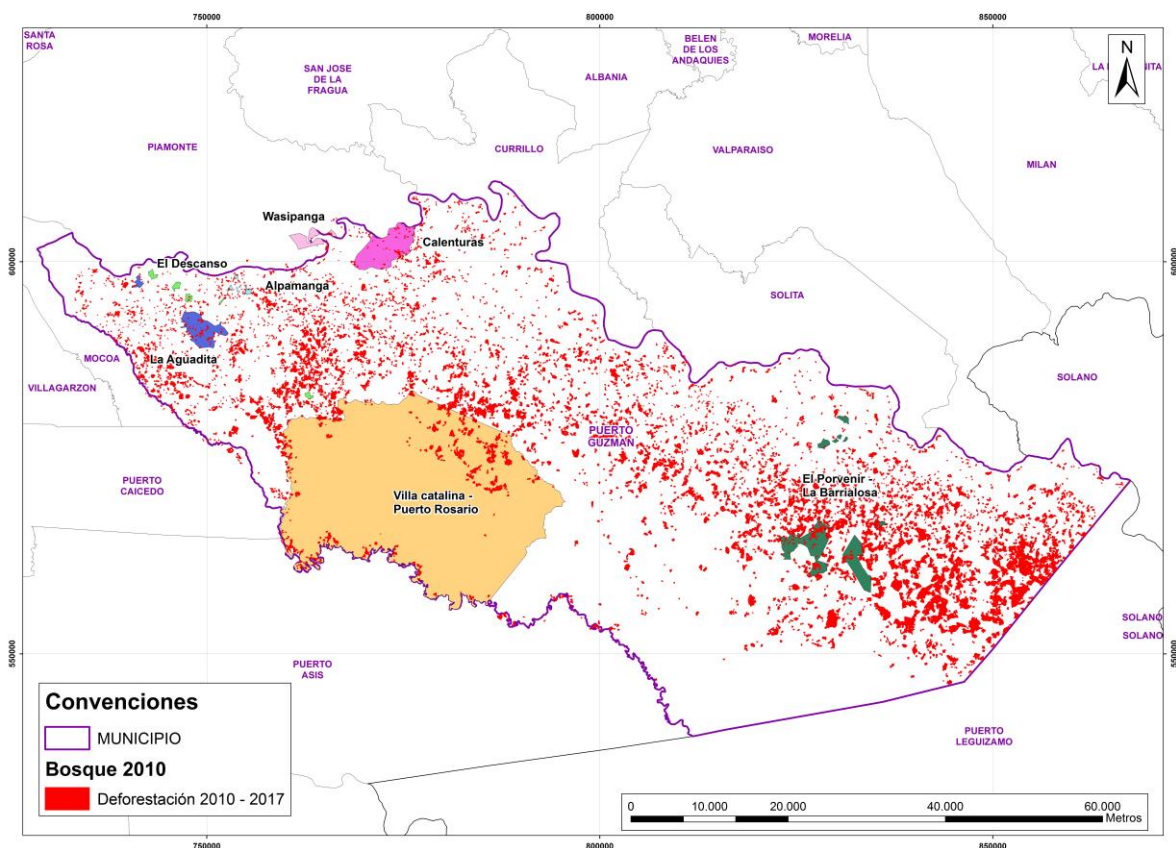 750000
800000
850000
SANTA
ROSA
SAN JOSE
DE LA
FRAGUA
ALBANIA
BELEN
DE LOS
ANDAQUIES
MORELIA
N
PIAMONTE
CURRILLO
VALPARAISO
MILAN
Wasipanga
Calenturas
600000
600000
El Descanso
Alpamanga
SOLITA
La Aguadita
MOCOA
VILLAGARZON
SOLANO
PUERTO
GUZMÁN
PUERTO
CAICEDO
Villa catalina -
Puerto Rosario
El Porvenir -
La Barrialosa
SOLANO
SOLANO
550000
550000
PUERTO
ASIS
PUERTO
LEGUIZAMO
Convenciones
MUNICIPIO
Bosque 2010
Deforestación 2010 - 2017
0 10.000 20.000 40.000 60.000
Metros
750000
800000
850000